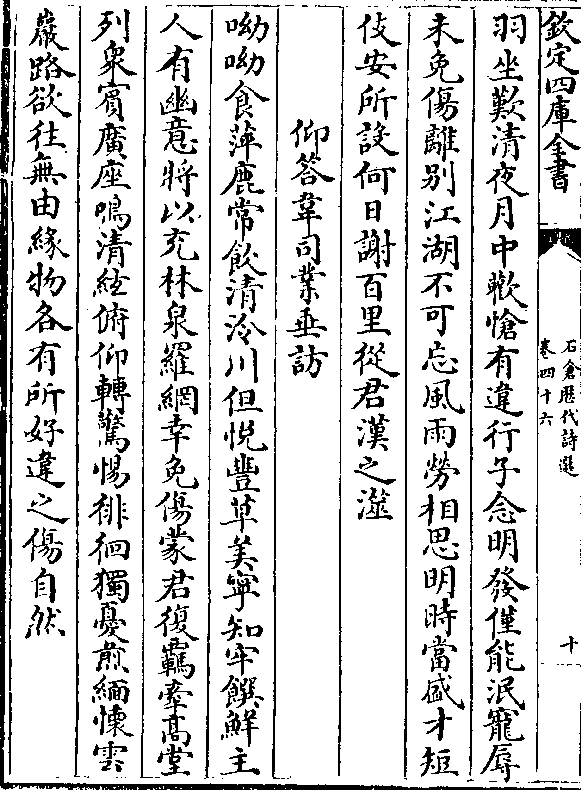 欽定四庫全書
石倉歴代詩選
卷四十六
十
羽坐歎清夜月中歡愴有違行子念明發僅能泯寵辱
未免傷離别江湖不可忘風雨勞相思明時當盛才短
伎安所設何日謝百里從君漢之澨
仰答韋司業垂訪
呦呦食苹鹿常飲清泠川但悦豐草美寧知牢饌鮮主
人有幽意將以充林泉羅網幸免傷蒙君復羈牽髙堂
列衆賔廣座鳴清絃俯仰轉驚惕徘徊獨憂煎緬懷雲
巖路欲往無由緣物各有所好違之傷自然